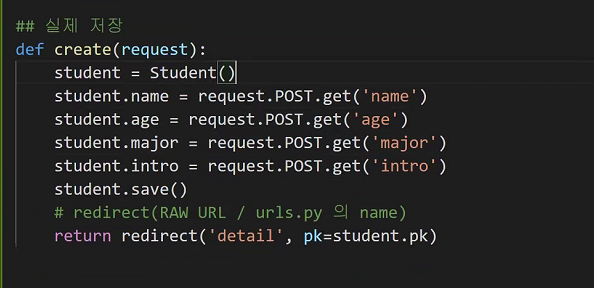 ## 실제 저장
def create(request):
    student = Student()
    student.name = request.POST.get('name')
    student.age = request.POST.get('age')
    student.major = request.POST.get('major')
    student.intro = request.POST.get('intro')
    student.save()
    # redirect(RAW URL / urls.py 의 name)
    return redirect('detail', pk=student.pk)